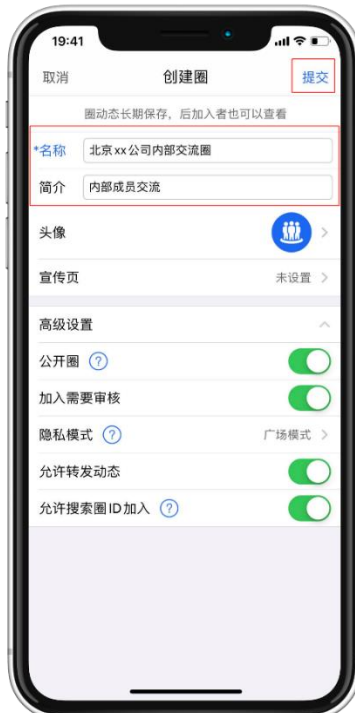 19:41
取消 创建圈 提交
圈动态长期保存，后加入者也可以查看
*名称 北京xx公司内部交流圈
简介 内部成员交流
头像
宣传页 未设置
高级设置
公开圈 ?
加入需要审核
隐私模式 ? 广场模式
允许转发动态
允许搜索圈ID加入 ?